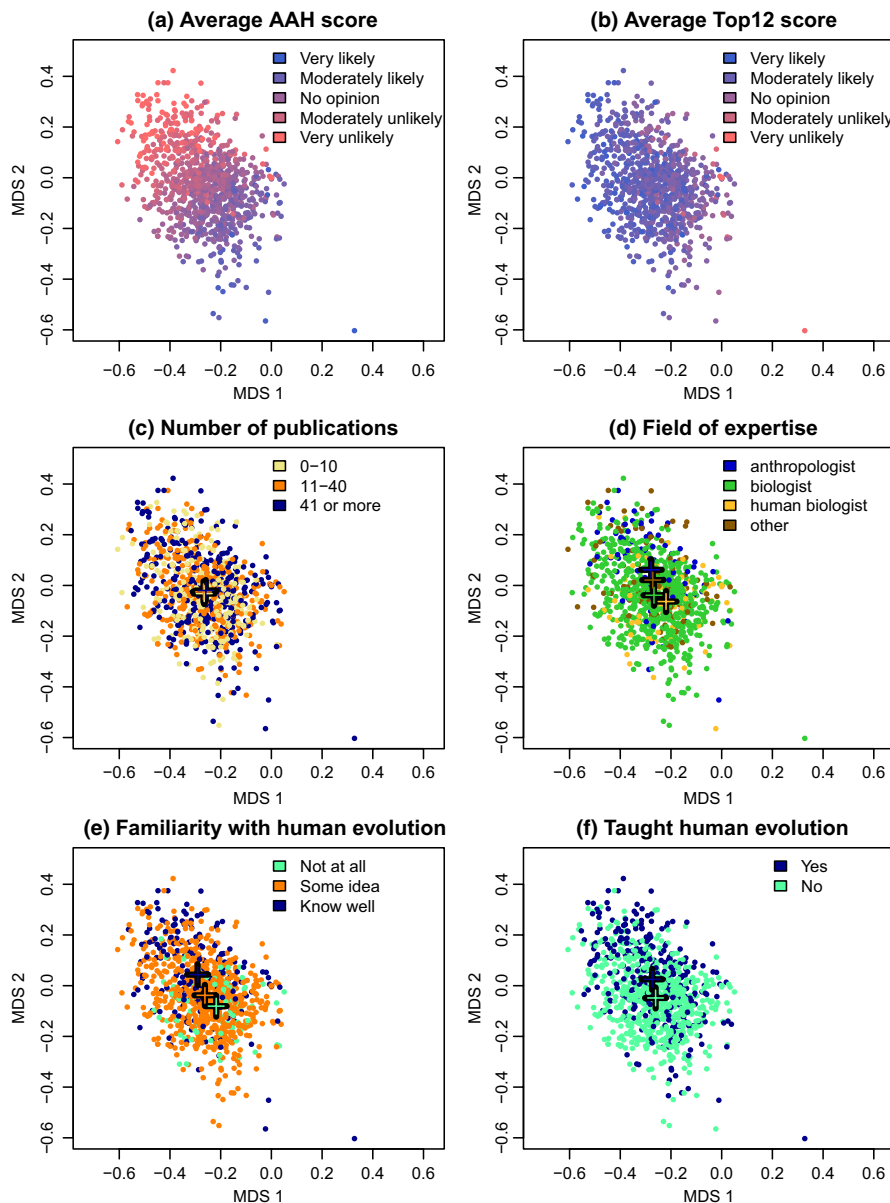 (a) Average AAH score
Very likely
Moderately likely
No opinion
Moderately unlikely
Very unlikely
0.4
0.2
0.0
−0.2
−0.4
−0.6
MDS 2
−0.6 −0.4 −0.2 0.0 0.2 0.4 0.6
MDS 1
(b) Average Top12 score
Very likely
Moderately likely
No opinion
Moderately unlikely
Very unlikely
0.4
0.2
0.0
−0.2
−0.4
−0.6
MDS 2
−0.6 −0.4 −0.2 0.0 0.2 0.4 0.6
MDS 1
(c) Number of publications
0−10
11−40
41 or more
0.4
0.2
0.0
−0.2
−0.4
−0.6
MDS 2
−0.6 −0.4 −0.2 0.0 0.2 0.4 0.6
MDS 1
(d) Field of expertise
anthropologist
biologist
human biologist
other
0.4
0.2
0.0
−0.2
−0.4
−0.6
MDS 2
−0.6 −0.4 −0.2 0.0 0.2 0.4 0.6
MDS 1
(e) Familiarity with human evolution
Not at all
Some idea
Know well
0.4
0.2
0.0
−0.2
−0.4
−0.6
MDS 2
−0.6 −0.4 −0.2 0.0 0.2 0.4 0.6
MDS 1
(f) Taught human evolution
Yes
No
0.4
0.2
0.0
−0.2
−0.4
−0.6
MDS 2
−0.6 −0.4 −0.2 0.0 0.2 0.4 0.6
MDS 1